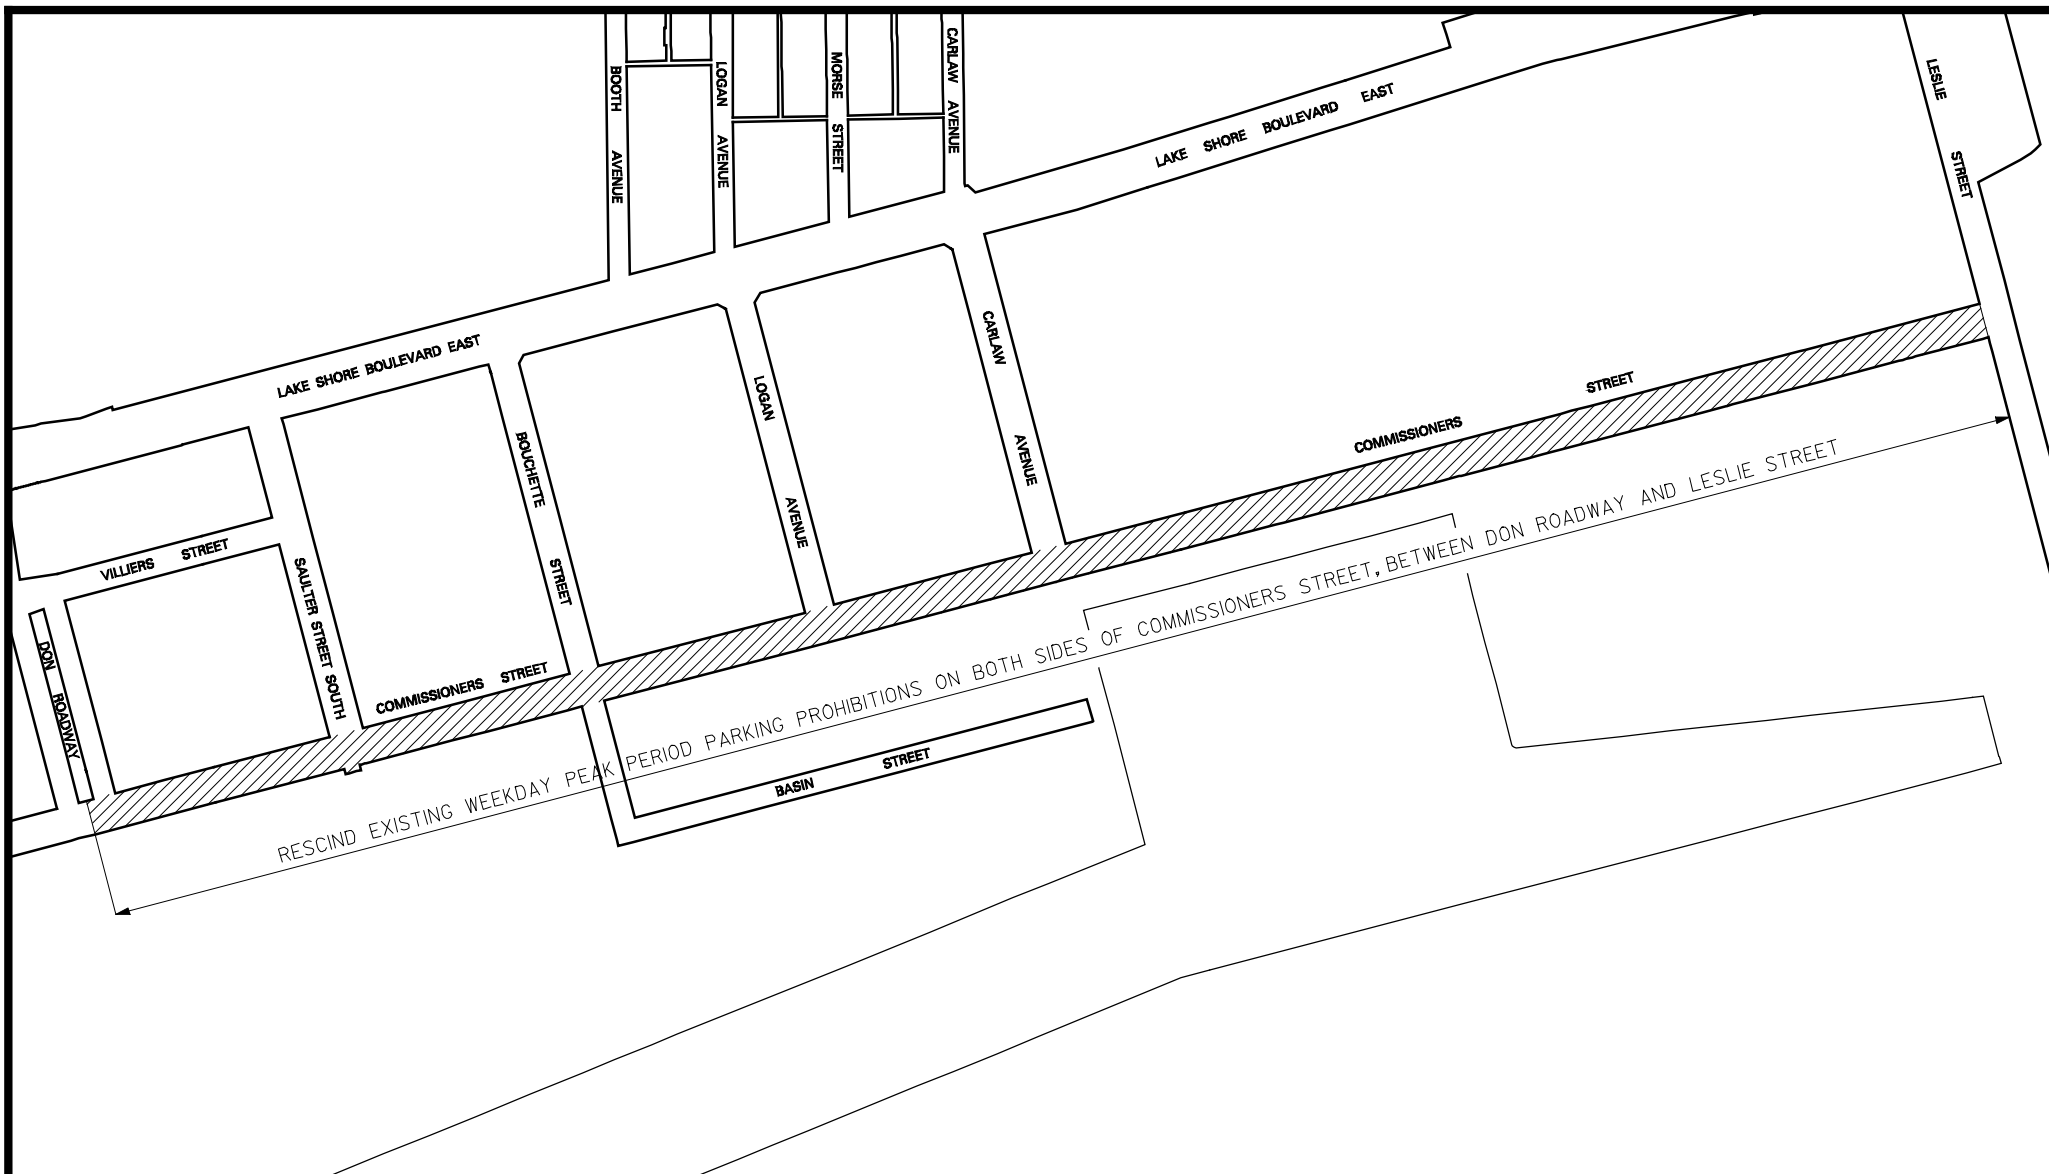 BOOTH AVENUE
LOGAN AVENUE
MORSE STREET
CARLAW AVENUE
LAKE SHORE BOULEVARD EAST
LESLIE STREET
LAKE SHORE BOULEVARD EAST
BOUCHETTE STREET
LOGAN AVENUE
CARLAW AVENUE
COMMISSIONERS STREET
VILLIERS STREET
SAULTER STREET SOUTH
DON ROADWAY
COMMISSIONERS STREET
RESCIND EXISTING WEEKDAY PEAK PERIOD PARKING PROHIBITIONS ON BOTH SIDES OF COMMISSIONERS STREET, BETWEEN DON ROADWAY AND LESLIE STREET
BASIN STREET